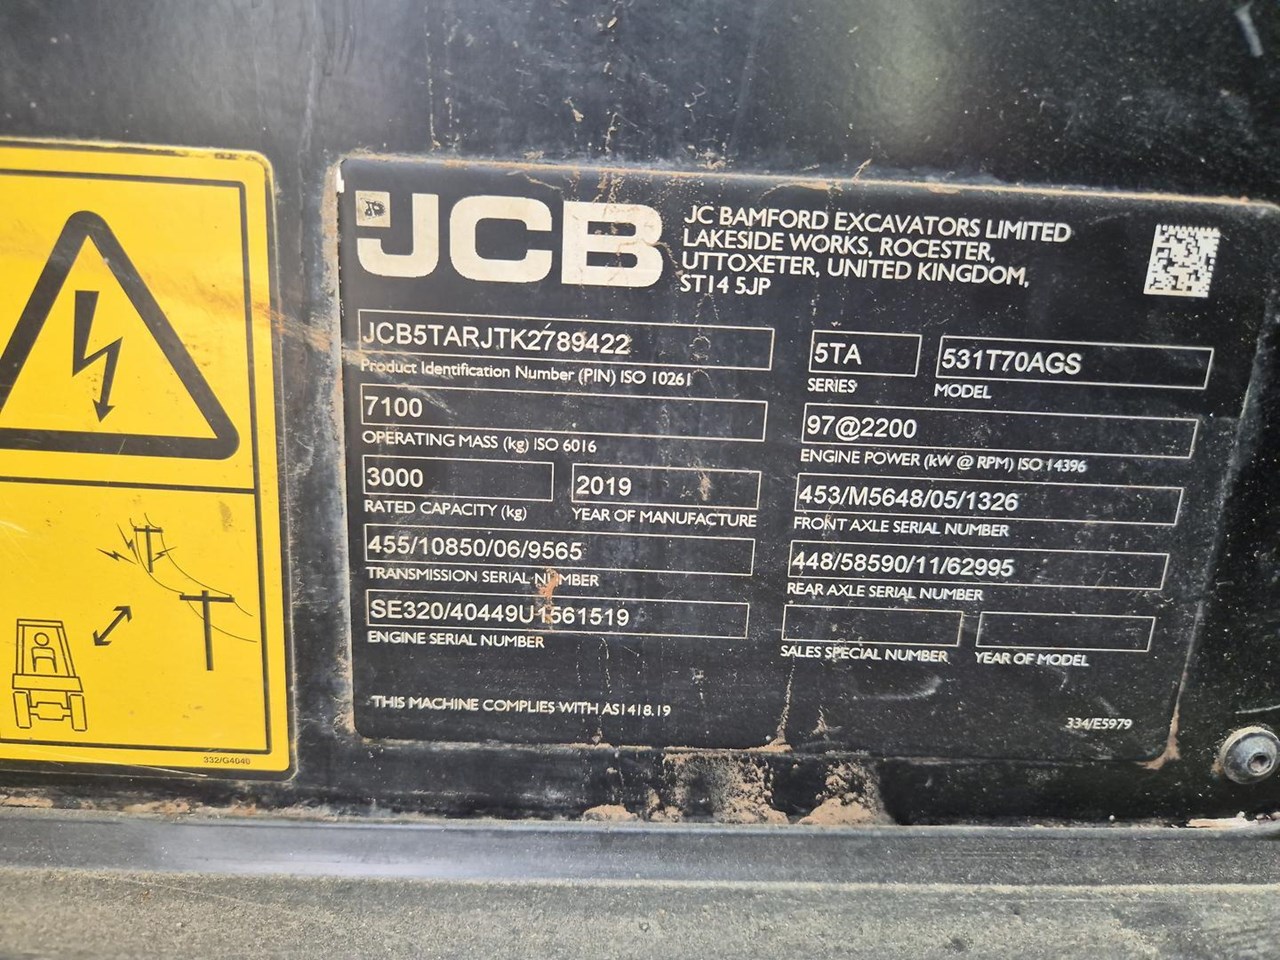 JCB
JC BAMFORD EXCAVATORS LIMITED
LAKESIDE WORKS, ROCESTER,
UTTOXETER, UNITED KINGDOM,
ST14 5JP
JCB5TARJTK2789422
Product Identification Number (PIN) ISO 10261
5TA
SERIES
531T70AGS
MODEL
7100
OPERATING MASS (kg) ISO 6016
97@2200
ENGINE POWER (kW @ RPM) ISO 14396
3000
RATED CAPACITY (kg)
2019
YEAR OF MANUFACTURE
453/M5648/05/1326
FRONT AXLE SERIAL NUMBER
455/10850/06/9565
TRANSMISSION SERIAL NUMBER
448/58590/11/62995
REAR AXLE SERIAL NUMBER
SE320/40449U1561519
ENGINE SERIAL NUMBER
SALES SPECIAL NUMBER
YEAR OF MODEL
THIS MACHINE COMPLIES WITH AS1418.19
334/E5979
332/G4040